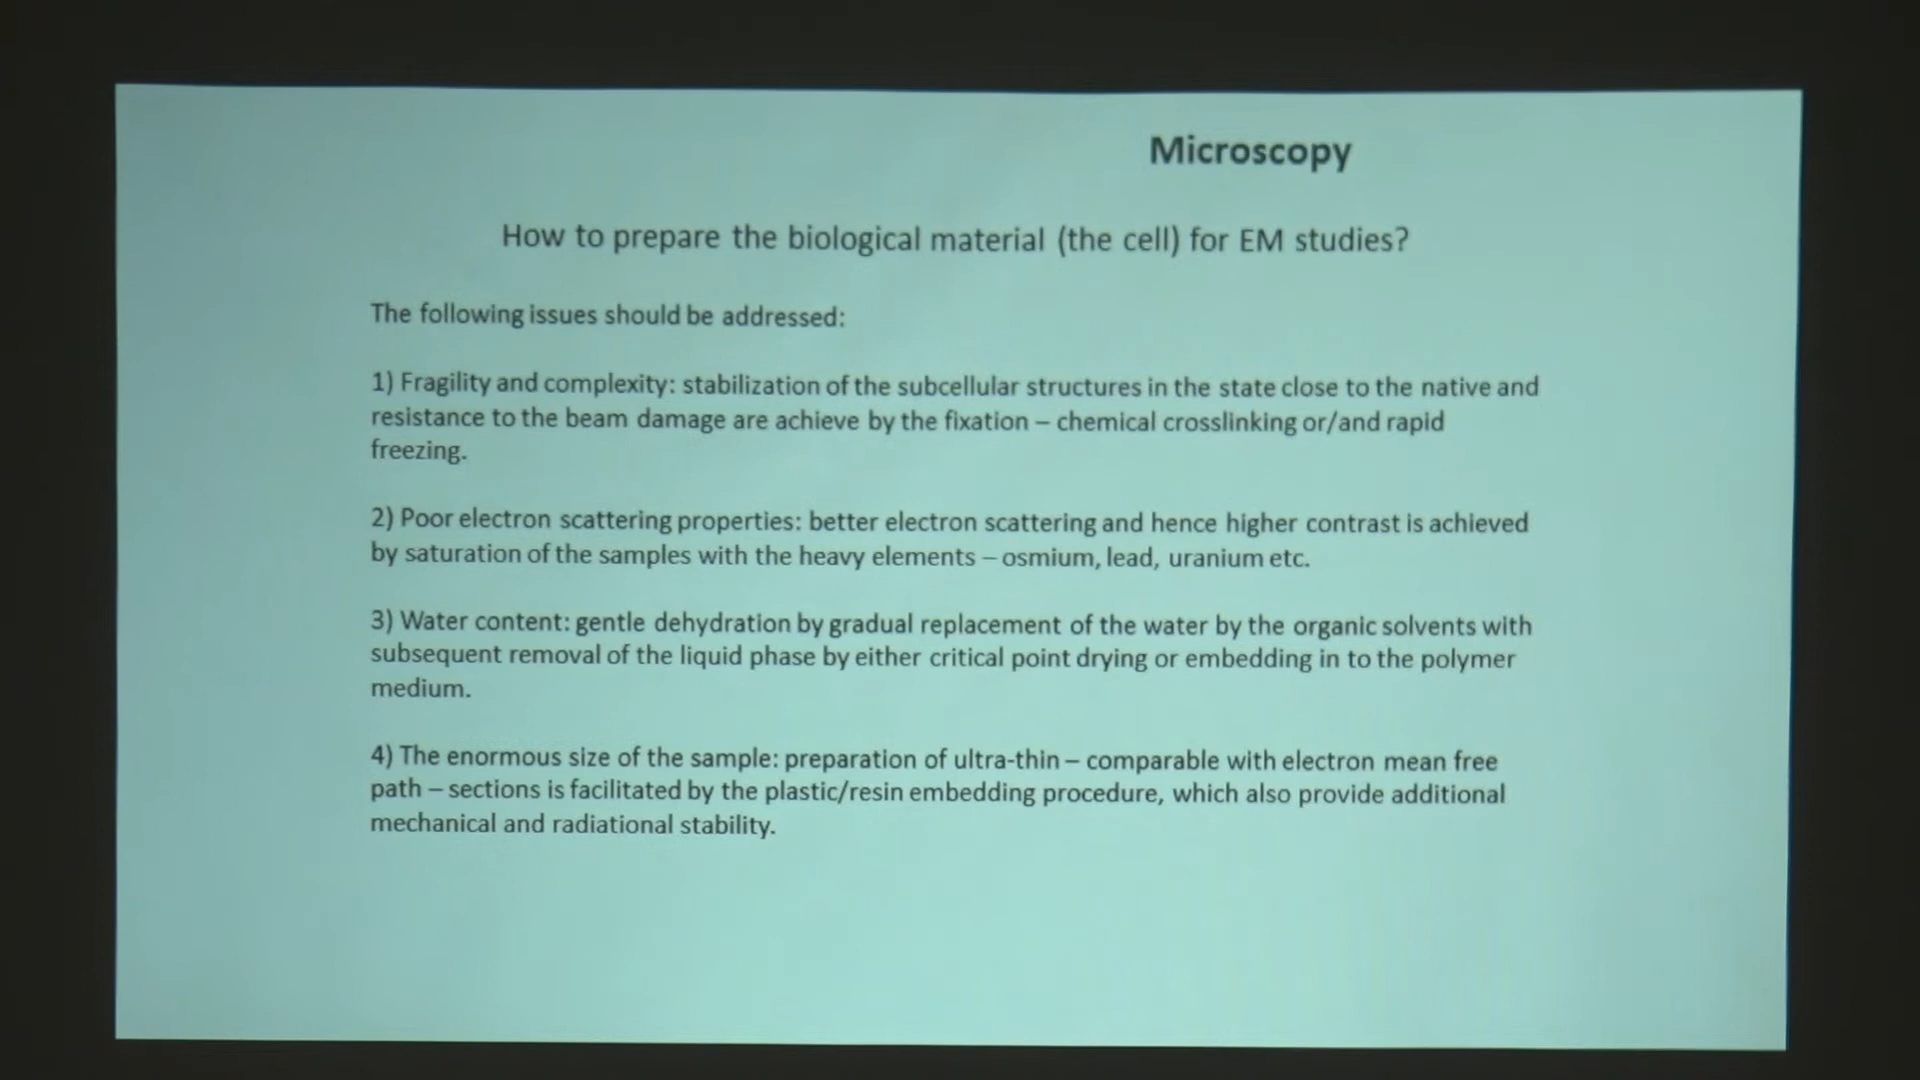 Microscopy
How to prepare the biological material (the cell) for EM studies?
The following issues should be addressed:
1) Fragility and complexity: stabilization of the subcellular structures in the state close to the native and
resistance to the beam damage are achieve by the fixation – chemical crosslinking or/and rapid
freezing.
2) Poor electron scattering properties: better electron scattering and hence higher contrast is achieved
by saturation of the samples with the heavy elements – osmium, lead, uranium etc.
3) Water content: gentle dehydration by gradual replacement of the water by the organic solvents with
subsequent removal of the liquid phase by either critical point drying or embedding in to the polymer
medium.
4) The enormous size of the sample: preparation of ultra-thin – comparable with electron mean free
path – sections is facilitated by the plastic/resin embedding procedure, which also provide additional
mechanical and radiational stability.